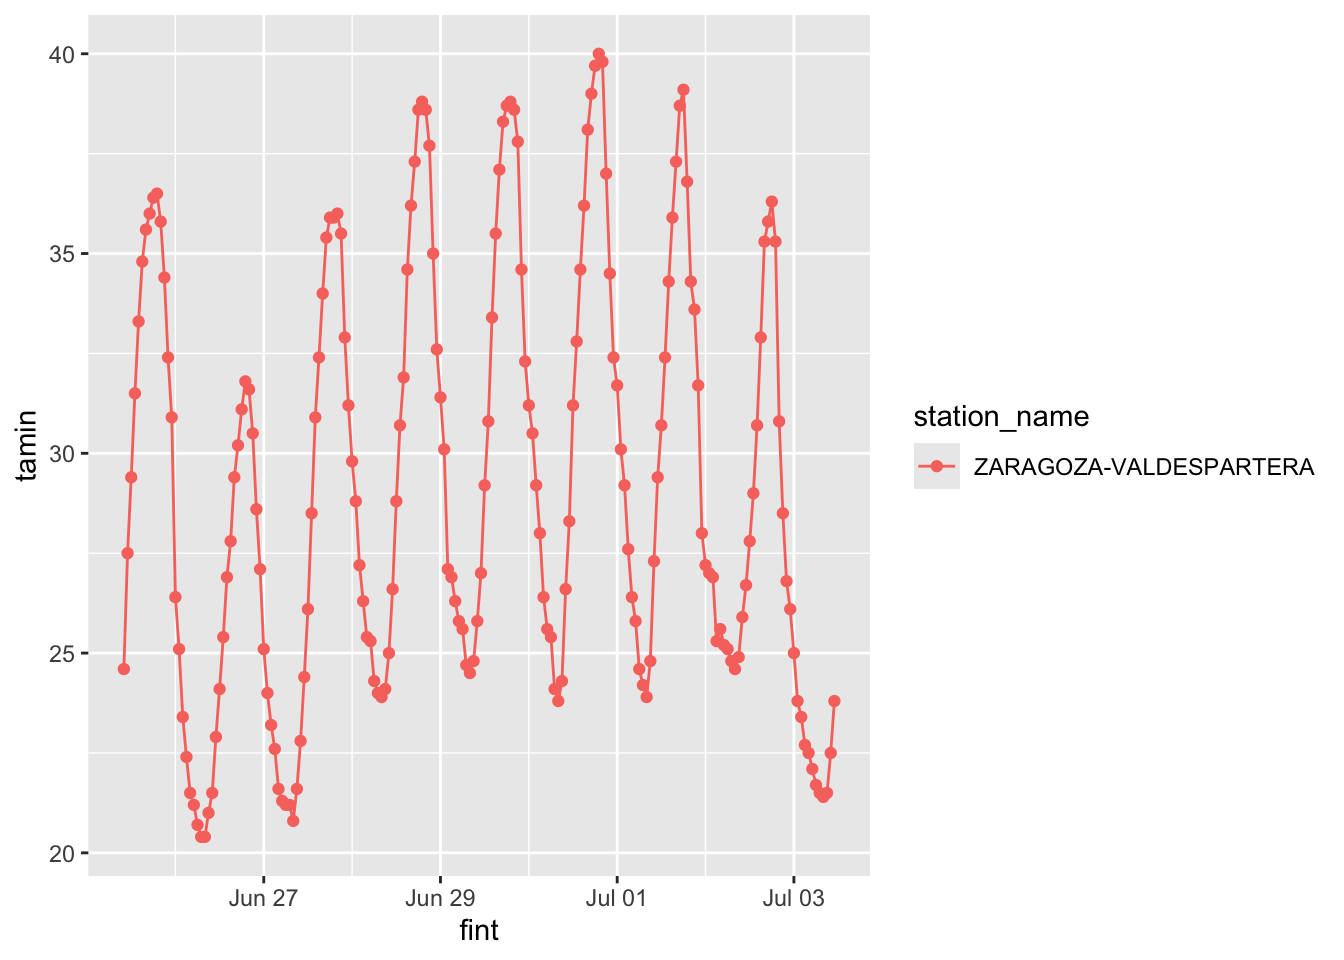 40
35
30
25
20
tamin
Jun 27
Jun 29
Jul 01
Jul 03
fint
station_name
ZARAGOZA-VALDESPARTERA